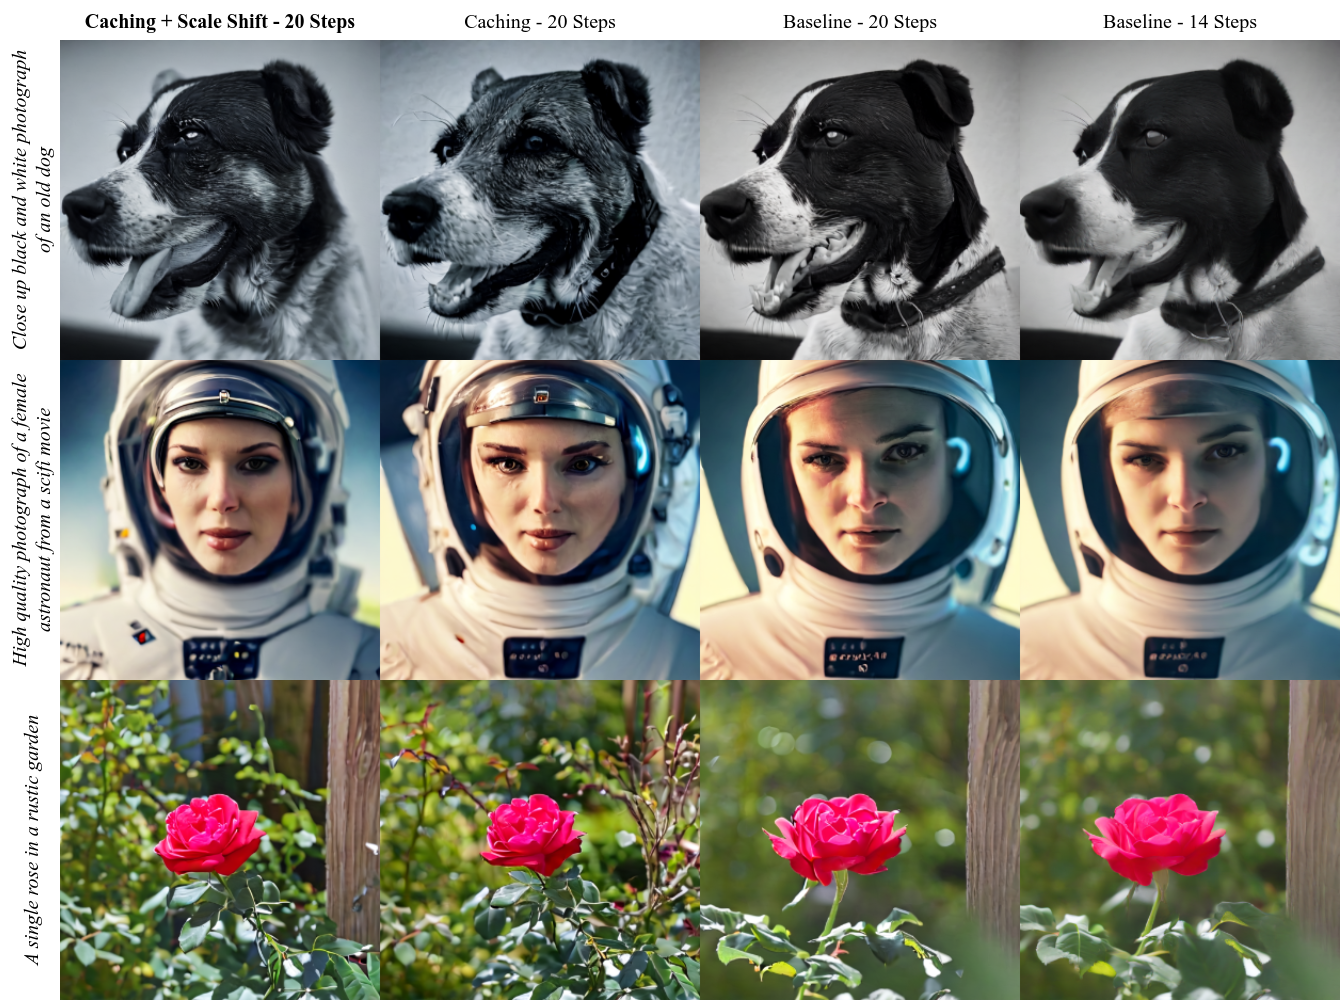 Caching + Scale Shift - 20 Steps
Caching - 20 Steps
Baseline - 20 Steps
Baseline - 14 Steps
Close up black and white photograph
of an old dog
High quality photograph of a female
astronaut from a scifi movie
A single rose in a rustic garden